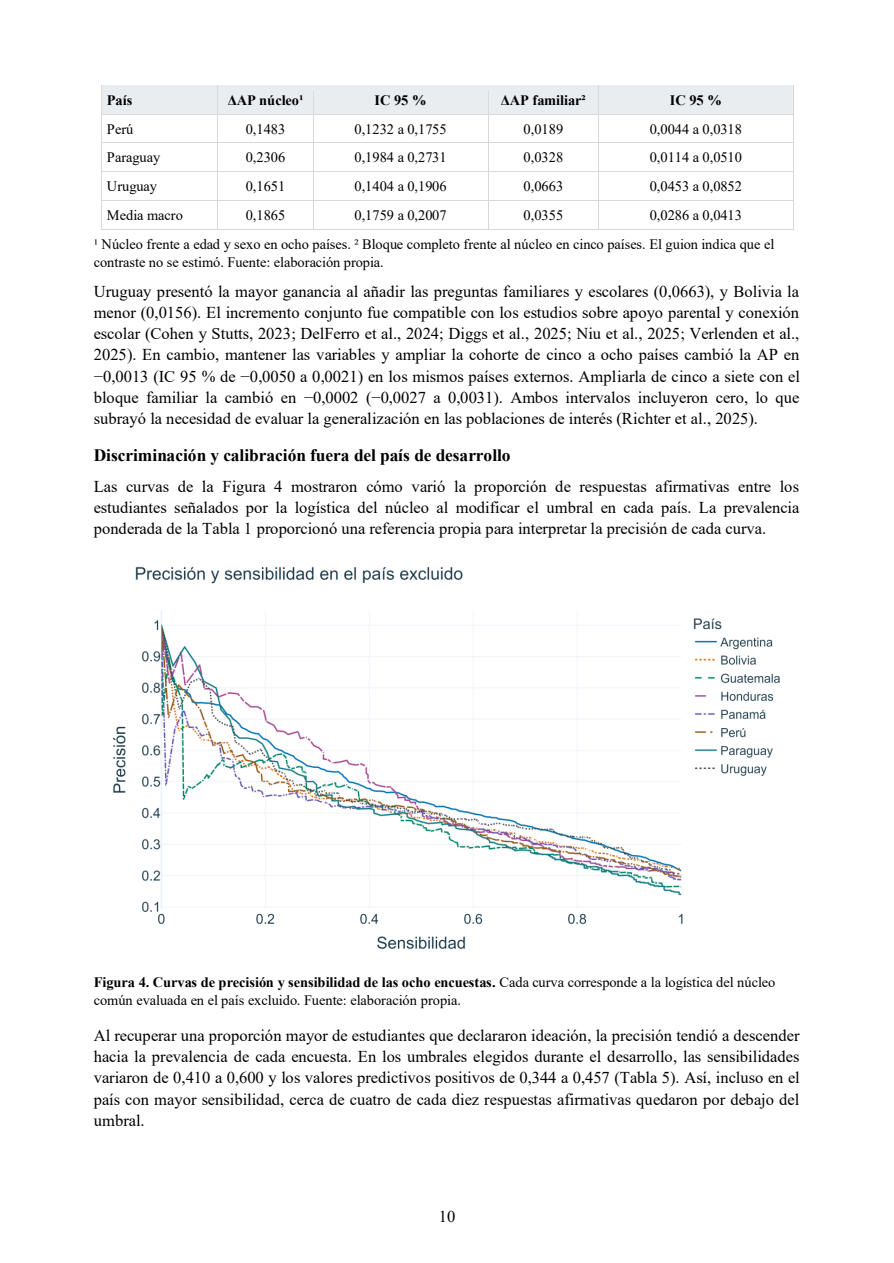 País ΔAP núcleo¹ IC 95 % ΔAP familiar² IC 95 %
Perú 0,1483 0,1232 a 0,1755 0,0189 0,0044 a 0,0318
Paraguay 0,2306 0,1984 a 0,2731 0,0328 0,0114 a 0,0510
Uruguay 0,1651 0,1404 a 0,1906 0,0663 0,0453 a 0,0852
Media macro 0,1865 0,1759 a 0,2007 0,0355 0,0286 a 0,0413
¹ Núcleo frente a edad y sexo en ocho países. ² Bloque completo frente al núcleo en cinco países. El guion indica que el
contraste no se estimó. Fuente: elaboración propia.
Uruguay presentó la mayor ganancia al añadir las preguntas familiares y escolares (0,0663), y Bolivia la
menor (0,0156). El incremento conjunto fue compatible con los estudios sobre apoyo parental y conexión
escolar (Cohen y Stutts, 2023; DelFerro et al., 2024; Diggs et al., 2025; Niu et al., 2025; Verlenden et al.,
2025). En cambio, mantener las variables y ampliar la cohorte de cinco a ocho países cambió la AP en
−0,0013 (IC 95 % de −0,0050 a 0,0021) en los mismos países externos. Ampliarla de cinco a siete con el
bloque familiar la cambió en −0,0002 (−0,0027 a 0,0031). Ambos intervalos incluyeron cero, lo que
subrayó la necesidad de evaluar la generalización en las poblaciones de interés (Richter et al., 2025).
Discriminación y calibración fuera del país de desarrollo
Las curvas de la Figura 4 mostraron cómo varió la proporción de respuestas afirmativas entre los
estudiantes señalados por la logística del núcleo al modificar el umbral en cada país. La prevalencia
ponderada de la Tabla 1 proporcionó una referencia propia para interpretar la precisión de cada curva.
Precisión y sensibilidad en el país excluido
País
Argentina
Bolivia
Guatemala
Honduras
Panamá
Perú
Paraguay
Uruguay
Precisión
1
0.9
0.8
0.7
0.6
0.5
0.4
0.3
0.2
0.1
0 0.2 0.4 0.6 0.8 1
Sensibilidad
Figura 4. Curvas de precisión y sensibilidad de las ocho encuestas. Cada curva corresponde a la logística del núcleo
común evaluada en el país excluido. Fuente: elaboración propia.
Al recuperar una proporción mayor de estudiantes que declararon ideación, la precisión tendió a descender
hacia la prevalencia de cada encuesta. En los umbrales elegidos durante el desarrollo, las sensibilidades
variaron de 0,410 a 0,600 y los valores predictivos positivos de 0,344 a 0,457 (Tabla 5). Así, incluso en el
país con mayor sensibilidad, cerca de cuatro de cada diez respuestas afirmativas quedaron por debajo del
umbral.
10